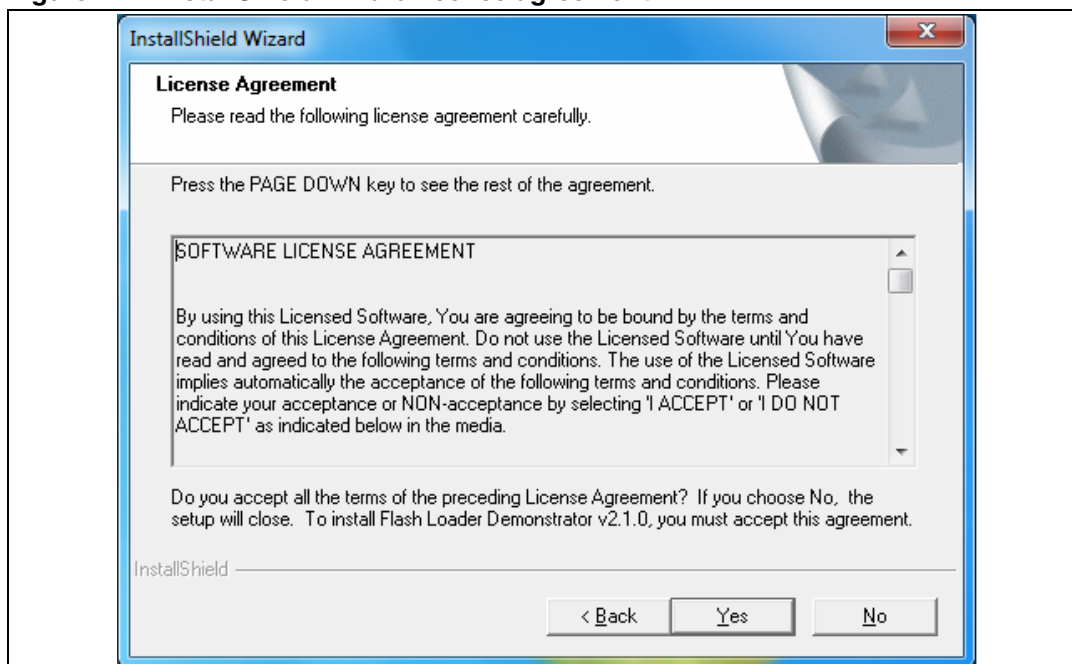 InstallShield Wizard
License Agreement
Please read the following license agreement carefully.
Press the PAGE DOWN key to see the rest of the agreement.
SOFTWARE LICENSE AGREEMENT
By using this Licensed Software, You are agreeing to be bound by the terms and
conditions of this License Agreement. Do not use the Licensed Software until You have
read and agreed to the following terms and conditions. The use of the Licensed Software
implies automatically the acceptance of the following terms and conditions. Please
indicate your acceptance or NON-acceptance by selecting 'I ACCEPT' or 'I DO NOT
ACCEPT' as indicated below in the media.
Do you accept all the terms of the preceding License Agreement? If you choose No, the
setup will close. To install Flash Loader Demonstrator v2.1.0, you must accept this agreement.
InstallShield
< Back Yes No